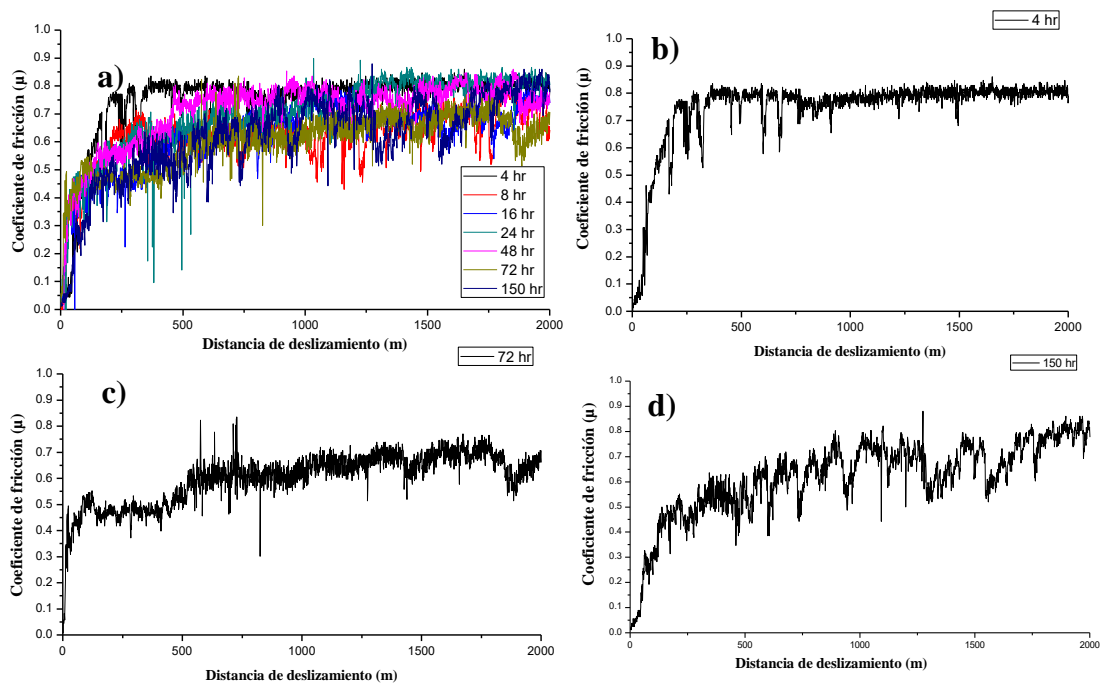 a)
Coeficiente de fricción (µ)
1.0
0.9
0.8
0.7
0.6
0.5
0.4
0.3
0.2
0.1
0.0
0
500
1000
1500
2000
Distancia de deslizamiento (m)
4 hr
8 hr
16 hr
24 hr
48 hr
72 hr
150 hr
b)
4 hr
Coeficiente de fricción (µ)
1.0
0.9
0.8
0.7
0.6
0.5
0.4
0.3
0.2
0.1
0.0
0
500
1000
1500
2000
Distancia de deslizamiento (m)
c)
72 hr
Coeficiente de fricción (µ)
1.0
0.9
0.8
0.7
0.6
0.5
0.4
0.3
0.2
0.1
0.0
0
500
1000
1500
2000
Distancia de deslizamiento (m)
d)
150 hr
Coeficiente de fricción (µ)
1.0
0.9
0.8
0.7
0.6
0.5
0.4
0.3
0.2
0.1
0.0
0
500
1000
1500
2000
Distancia de deslizamiento (m)